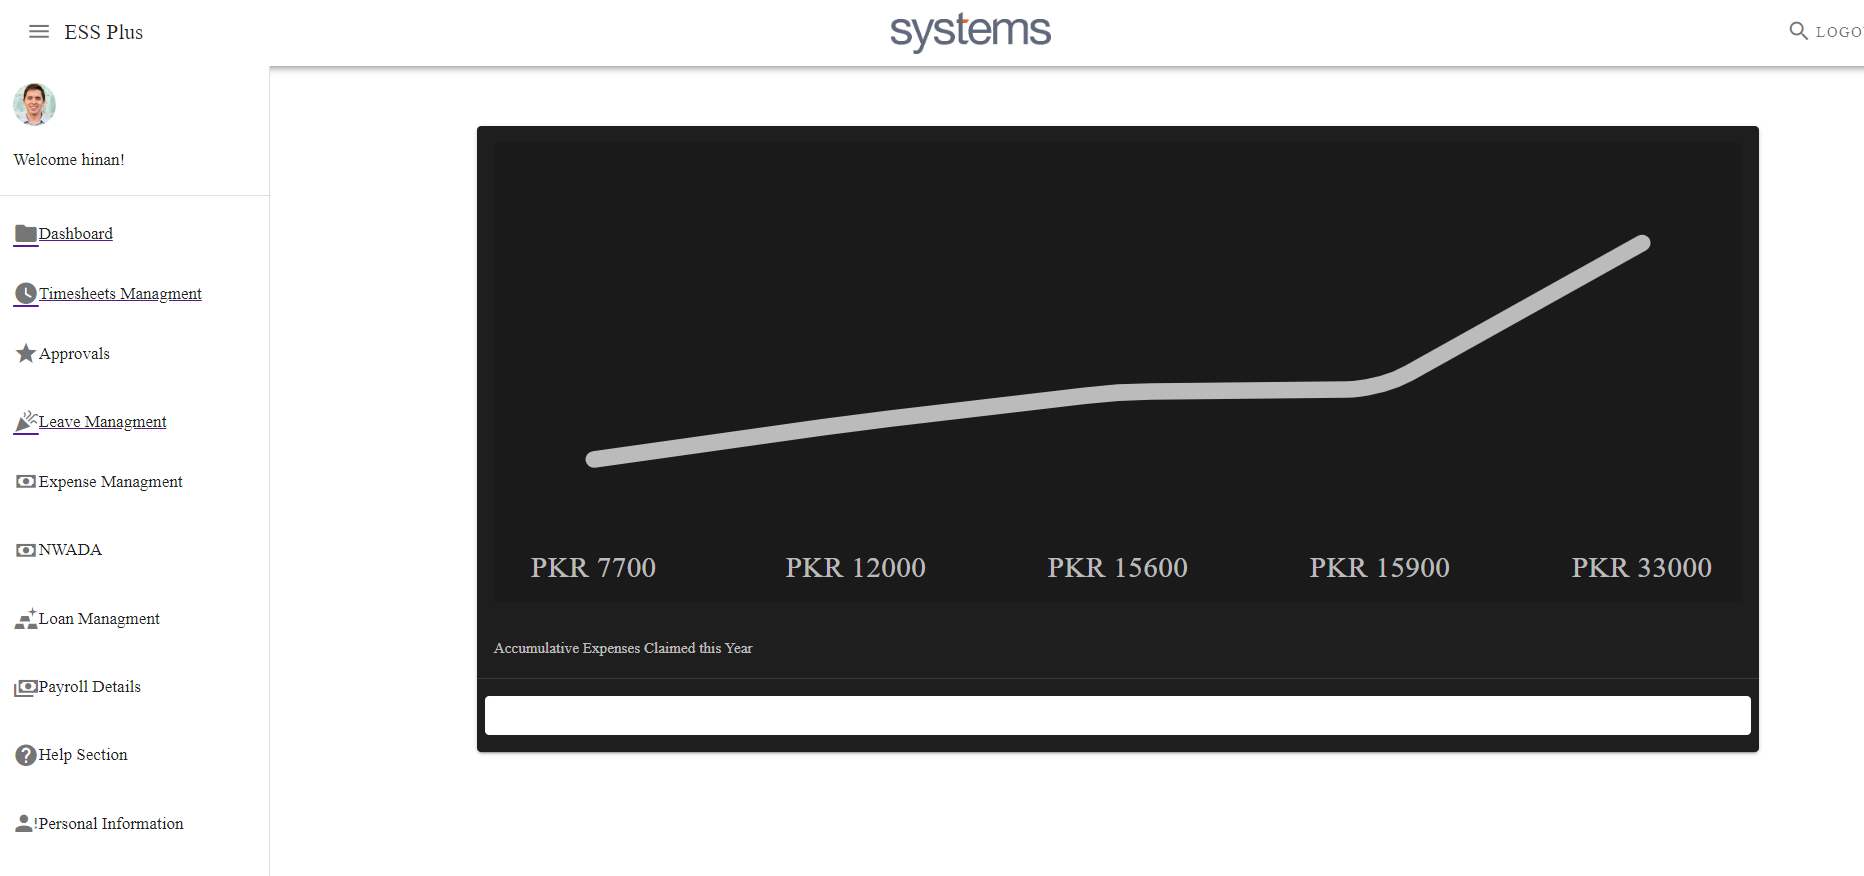 ESS Plus
systems
LOGO
Welcome hinan!
Dashboard
Timesheets Managment
Approvals
Leave Managment
Expense Managment
NWADA
Loan Managment
Payroll Details
Help Section
Personal Information
PKR 7700 PKR 12000 PKR 15600 PKR 15900 PKR 33000
Accumulative Expenses Claimed this Year